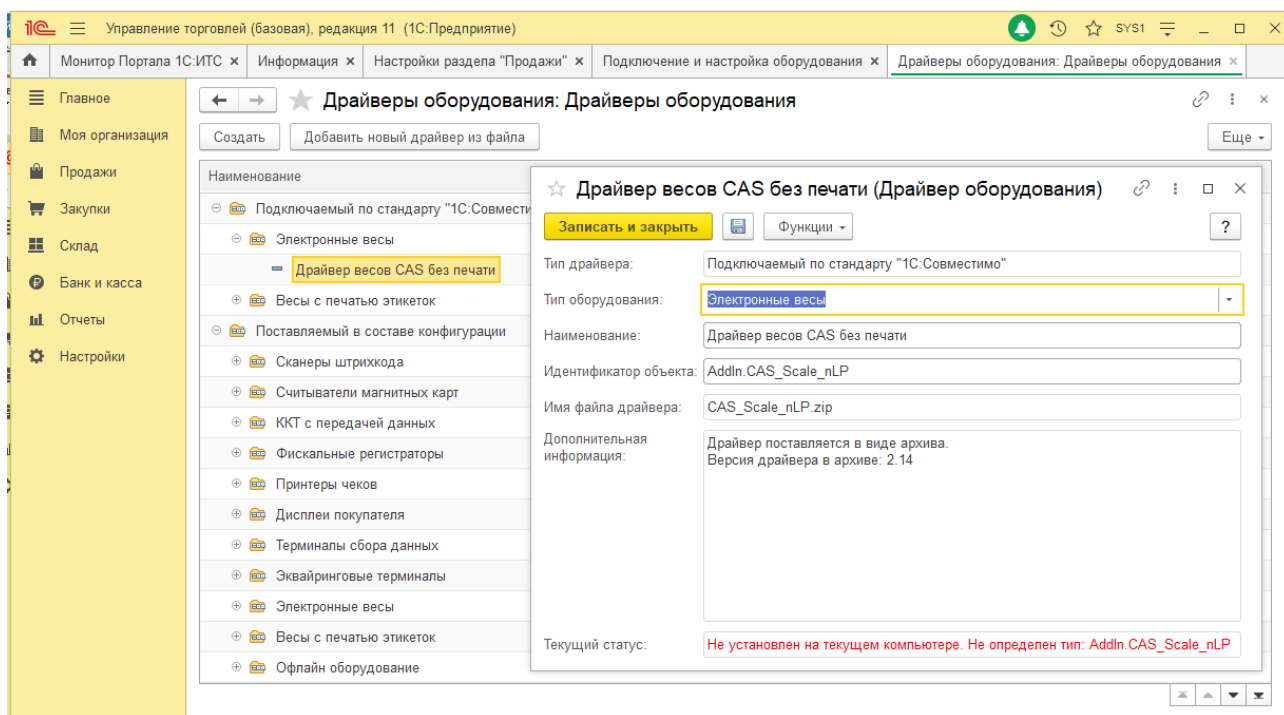 Управление торговлей (базовая), редакция 11 (1С:Предприятие)
SYS1
Монитор Портала 1С:ИТС
Информация
Настройки раздела "Продажи"
Подключение и настройка оборудования
Драйверы оборудования: Драйверы оборудования
Главное
Моя организация
Продажи
Закупки
Склад
Банк и касса
Отчеты
Настройки
Драйверы оборудования: Драйверы оборудования
Создать
Добавить новый драйвер из файла
Еще
Наименование
Подключаемый по стандарту "1С:Совмести
Электронные весы
Драйвер весов CAS без печати
Весы с печатью этикеток
Поставляемый в составе конфигурации
Сканеры штрихкода
Считыватели магнитных карт
ККТ с передачей данных
Фискальные регистраторы
Принтеры чеков
Дисплеи покупателя
Терминалы сбора данных
Эквайринговые терминалы
Электронные весы
Весы с печатью этикеток
Офлайн оборудование
Драйвер весов CAS без печати (Драйвер оборудования)
Записать и закрыть
Функции
?
Тип драйвера: Подключаемый по стандарту "1С:Совместимо"
Тип оборудования: Электронные весы
Наименование: Драйвер весов CAS без печати
Идентификатор объекта: AddIn.CAS_Scale_nLP
Имя файла драйвера: CAS_Scale_nLP.zip
Дополнительная информация:
Драйвер поставляется в виде архива.
Версия драйвера в архиве: 2.14
Текущий статус: Не установлен на текущем компьютере. Не определен тип: AddIn.CAS_Scale_nLP